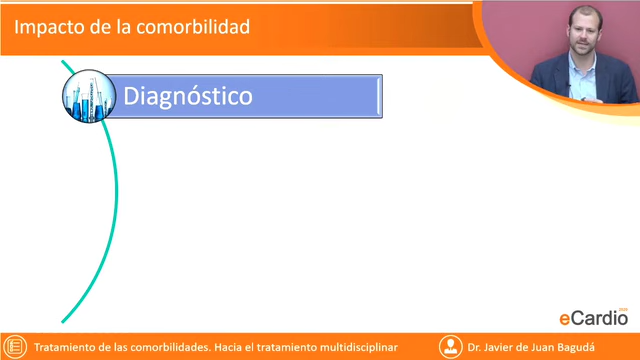 Impacto de la comorbilidad
Diagnóstico
eCardio
Tratamiento de las comorbilidades. Hacia el tratamiento multidisciplinar
Dr. Javier de Juan Bagudá